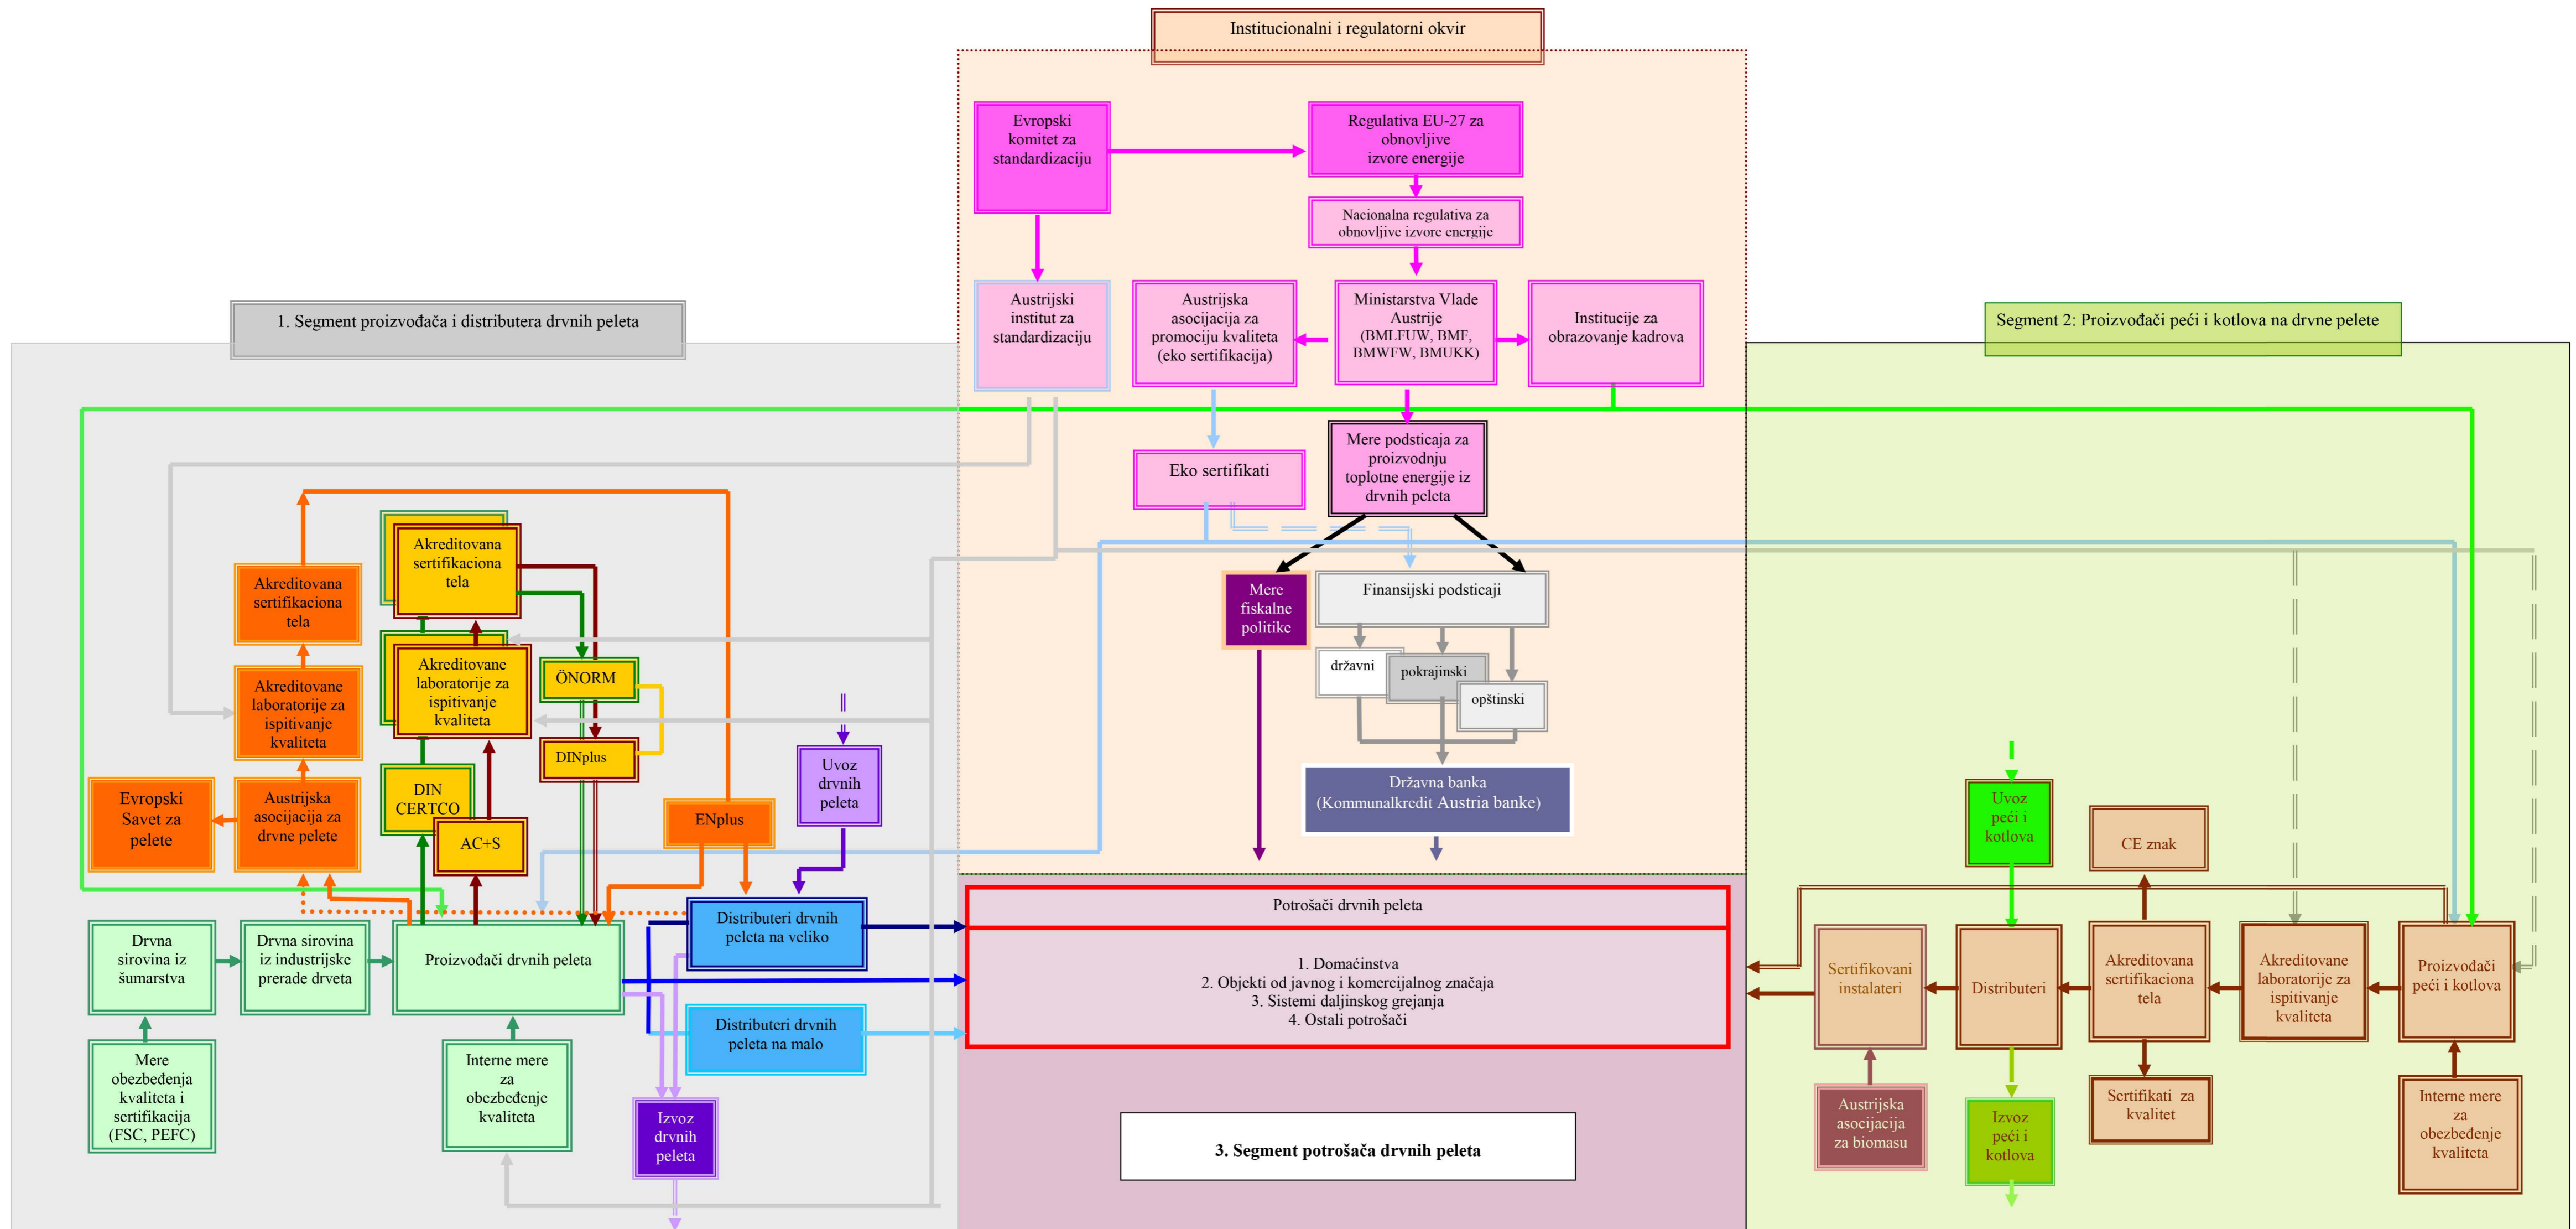 Institucionalni i regulatorni okvir
Evropski
komitet za
standardizaciju
Regulativa EU-27 za
obnovljive
izvore energije
Nacionalna regulativa za
obnovljive izvore energije
Austrijski
institut za
standardizaciju
Austrijska
asocijacija za
promociju kvaliteta
(eko sertifikacija)
Ministarstva Vlade
Austrije
(BMLFUW, BMF,
BMWFW, BMUKK)
Institucije za
obrazovanje kadrova
Eko sertifikati
Mere podsticaja za
proizvodnju
toplotne energije iz
drvnih peleta
Mere
fiskalne
politike
Finansijski podsticaji
državni
pokrajinski
opštinski
Državna banka
(Kommunalkredit Austria banke)
1. Segment proizvođača i distributera drvnih peleta
Akreditovana
sertifikaciona
tela
Akreditovane
laboratorije za
ispitivanje
kvaliteta
Evropski
Savet za
pelete
Austrijska
asocijacija za
drvne pelete
Akreditovana
sertifikaciona
tela
Akreditovane
laboratorije za
ispitivanje
kvaliteta
DIN
CERTCO
AC+S
ÖNORM
DINplus
ENplus
Uvoz
drvnih
peleta
Drvna
sirovina iz
šumarstva
Drvna sirovina
iz industrijske
prerade drveta
Proizvođači drvnih peleta
Distributeri drvnih
peleta na veliko
Distributeri drvnih
peleta na malo
Mere
obezbeđenja
kvaliteta i
sertifikacija
(FSC, PEFC)
Interne mere
za
obezbeđenje
kvaliteta
Izvoz
drvnih
peleta
Potrošači drvnih peleta
1. Domaćinstva
2. Objekti od javnog i komercijalnog značaja
3. Sistemi daljinskog grejanja
4. Ostali potrošači
3. Segment potrošača drvnih peleta
Segment 2: Proizvođači peći i kotlova na drvne pelete
Uvoz
peći i
kotlova
CE znak
Sertifikovani
instalateri
Distributeri
Akreditovana
sertifikaciona
tela
Akreditovane
laboratorije za
ispitivanje
kvaliteta
Proizvođači
peći i kotlova
Austrijska
asocijacija
za biomasu
Izvoz
peći i
kotlova
Sertifikati za
kvalitet
Interne mere
za
obezbeđenje
kvaliteta